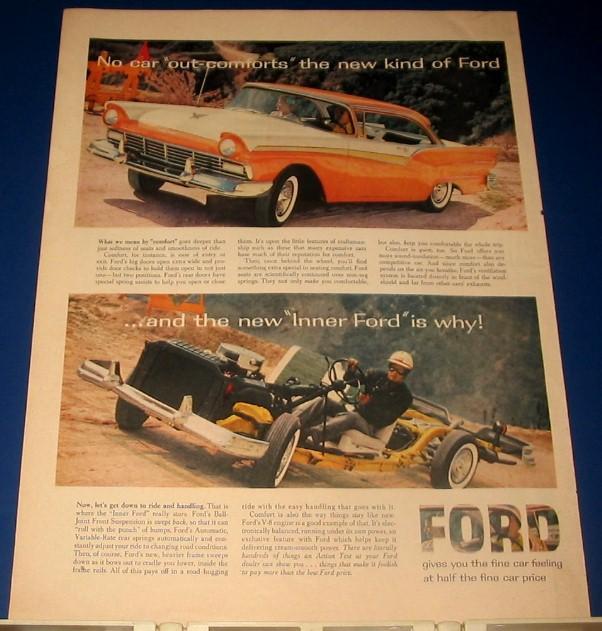 No car "out-comforts" the new kind of Ford
What we mean by "comfort" goes deeper than
just softness of seats and smoothness of ride.
Comfort, for instance, is ease of entry or
exit. Ford's big doors open extra wide and pro-
vide door checks to hold them open in not just
one—but two positions. Ford's rear doors have
special spring assists to help you open or close
them. It's upon the little features of craftsman-
ship such as these that many expensive cars
have much of their reputation for comfort.
Then, once behind the wheel, you'll find
something extra special in seating comfort. Ford
seats are scientifically contoured over non-sag
springs. They not only make you comfortable,
but also, keep you comfortable the whole trip.
Comfort is quiet, too. So Ford offers you
more sound-insulation—much more—than any
competitive car. And since comfort also de-
pends on the air you breathe, Ford's ventilation
system is located directly in front of the wind-
shield and far from other cars' exhausts.
...and the new "Inner Ford" is why!
Now, let's get down to ride and handling. That is
where the "Inner Ford" really stars. Ford's Ball-
Joint Front Suspension is swept back, so that it can
"roll with the punch" of bumps. Ford's Automatic,
Variable-Rate rear springs automatically and con-
stantly adjust your ride to changing road conditions.
Then, of course, Ford's new, heavier frame sweeps
down as it bows out to cradle you lower, inside the
frame rails. All of this pays off in a road-hugging
ride with the easy handling that goes with it.
Comfort is also the way things stay like new.
Ford's V-8 engine is a good example of that. It's elec-
tronically balanced, running under its own power, an
exclusive feature with Ford which helps keep it
delivering cream-smooth power. There are literally
hundreds of things an Action Test at your Ford
dealer can show you . . . things that make it foolish
to pay more than the low Ford price.
FORD
gives you the fine car feeling
at half the fine car price